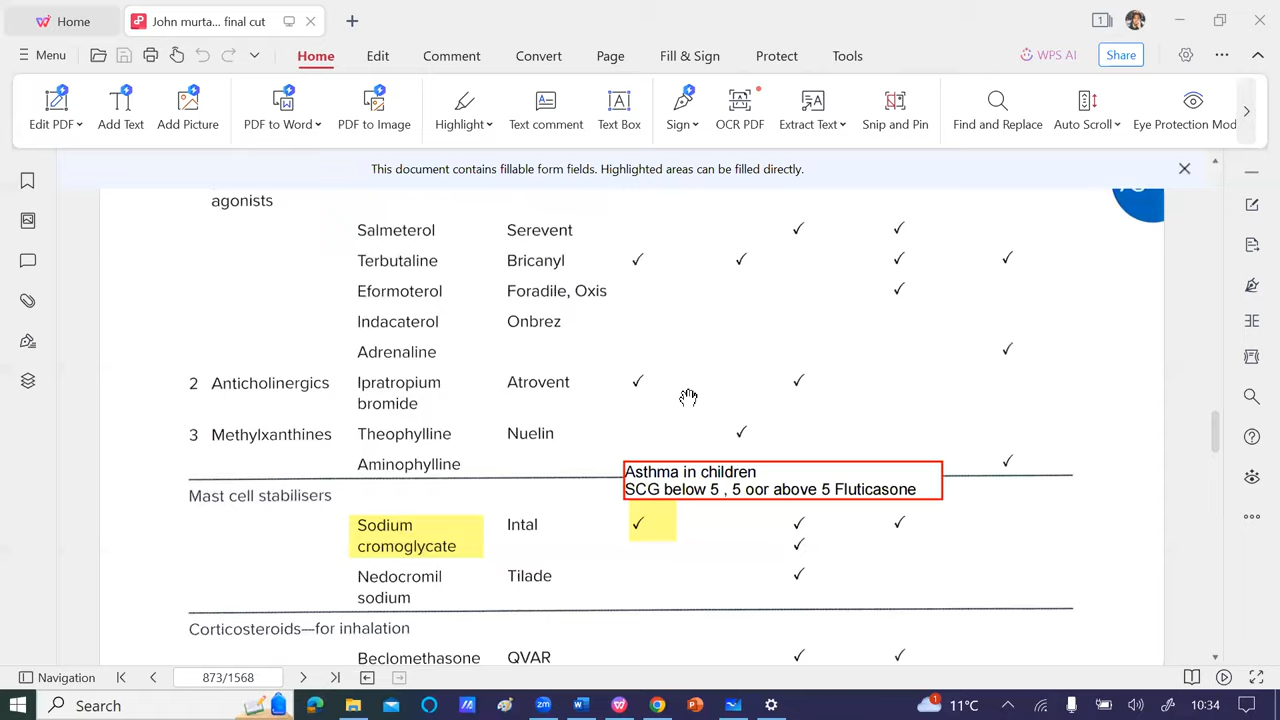 Home
John murta... final cut
1
Menu
Home
Edit
Comment
Convert
Page
Fill & Sign
Protect
Tools
WPS AI
Share
Edit PDF
Add Text
Add Picture
PDF to Word
PDF to Image
Highlight
Text comment
Text Box
Sign
OCR PDF
Extract Text
Snip and Pin
Find and Replace
Auto Scroll
Eye Protection Mod
This document contains fillable form fields. Highlighted areas can be filled directly.
agonists
Salmeterol Serevent ✓ ✓
Terbutaline Bricanyl ✓ ✓ ✓ ✓
Eformoterol Foradile, Oxis ✓
Indacaterol Onbrez
Adrenaline ✓
2 Anticholinergics Ipratropium Atrovent ✓ ✓
bromide
3 Methylxanthines Theophylline Nuelin ✓
Aminophylline ✓
Asthma in children
SCG below 5 , 5 oor above 5 Fluticasone
Mast cell stabilisers
Sodium Intal ✓ ✓ ✓
cromoglycate ✓
Nedocromil Tilade ✓
sodium
Corticosteroids—for inhalation
Beclomethasone QVAR ✓ ✓
Navigation
873/1568
Search
11°C
10:34